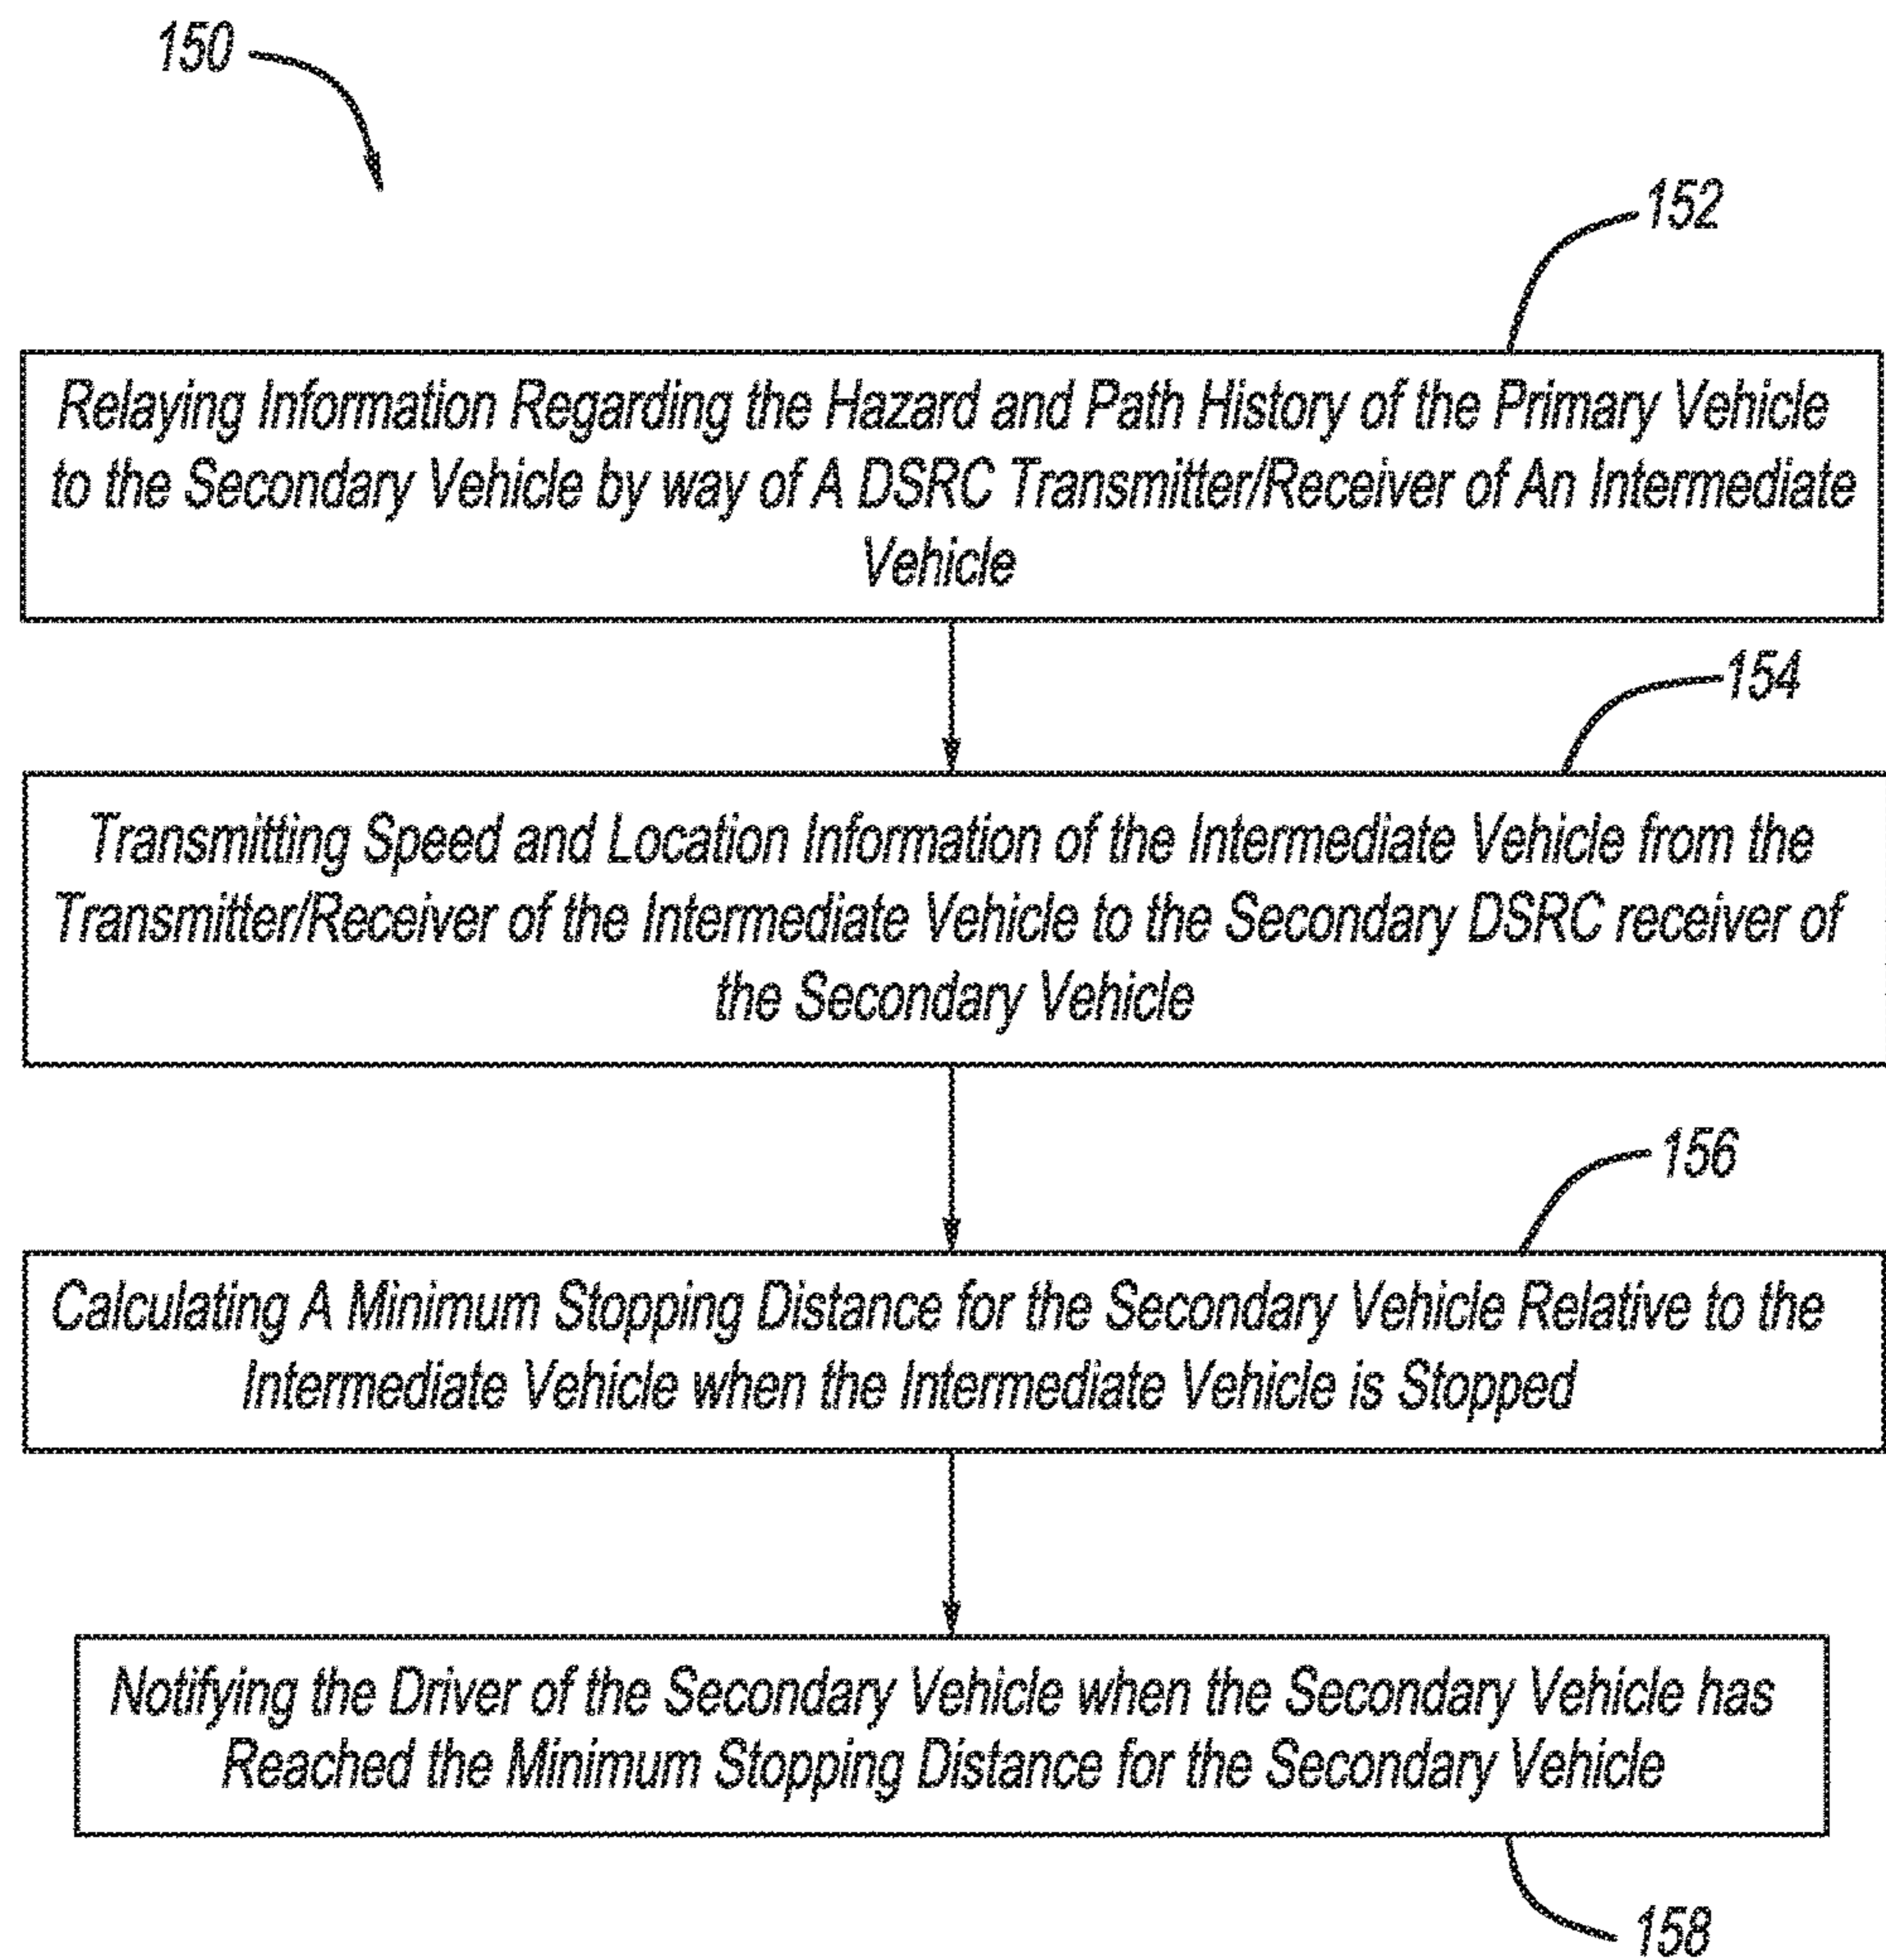 150
152
Relaying Information Regarding the Hazard and Path History of the Primary Vehicle
to the Secondary Vehicle by way of A DSRC Transmitter/Receiver of An Intermediate
Vehicle
154
Transmitting Speed and Location Information of the Intermediate Vehicle from the
Transmitter/Receiver of the Intermediate Vehicle to the Secondary DSRC receiver of
the Secondary Vehicle
156
Calculating A Minimum Stopping Distance for the Secondary Vehicle Relative to the
Intermediate Vehicle when the Intermediate Vehicle is Stopped
Notifying the Driver of the Secondary Vehicle when the Secondary Vehicle has
Reached the Minimum Stopping Distance for the Secondary Vehicle
158